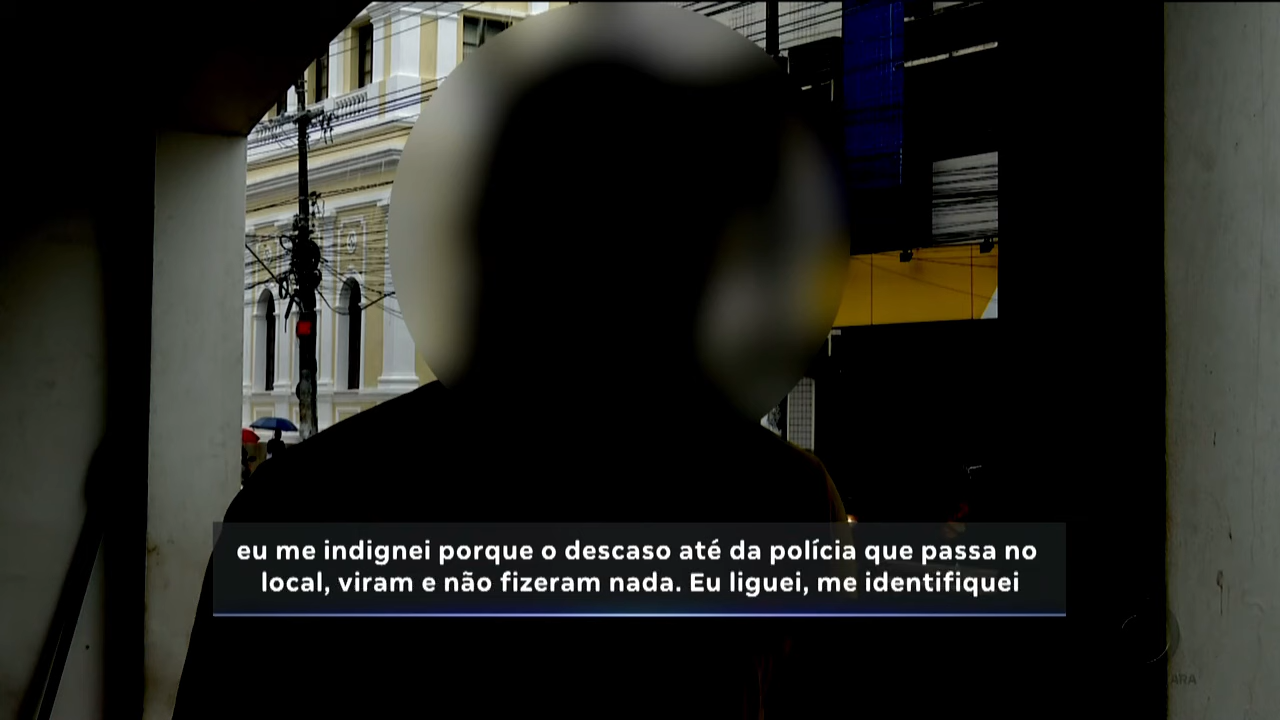 eu me indignei porque o descaso até da polícia que passa no
local, viram e não fizeram nada. Eu liguei, me identifiquei
ARA